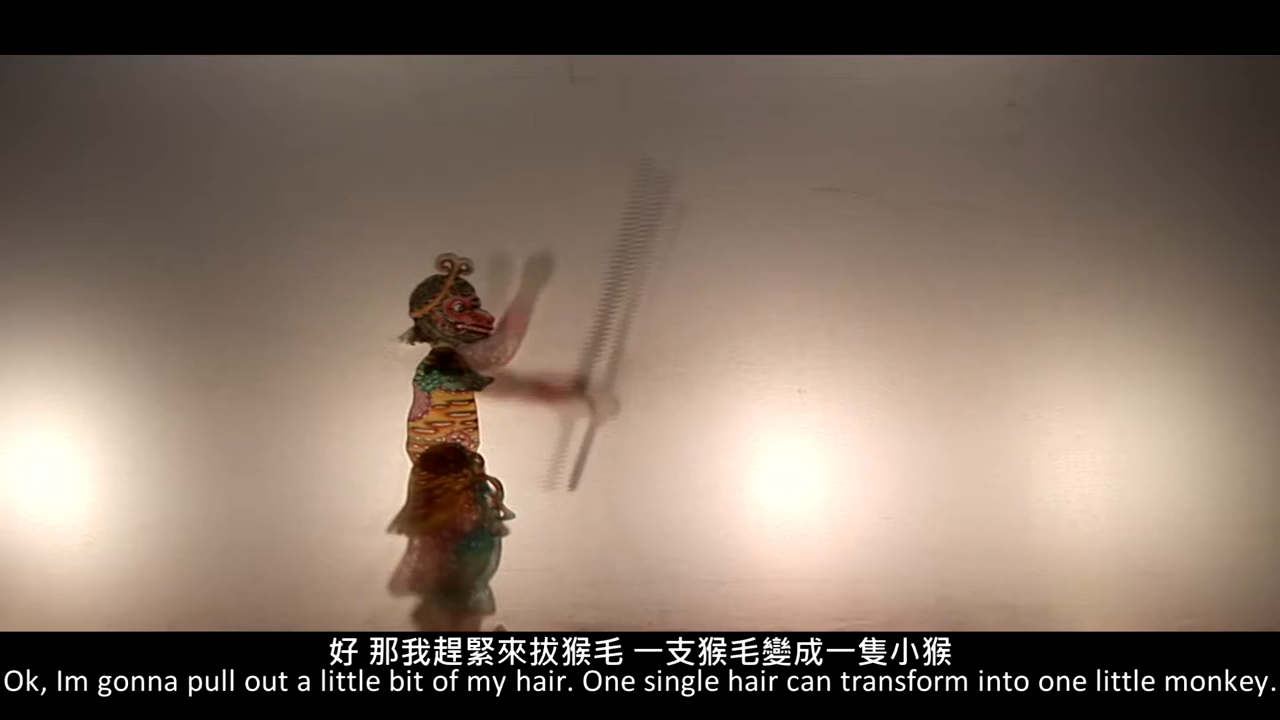 好 那我趕緊來拔猴毛 一支猴毛變成一隻小猴
Ok, Im gonna pull out a little bit of my hair. One single hair can transform into one little monkey.